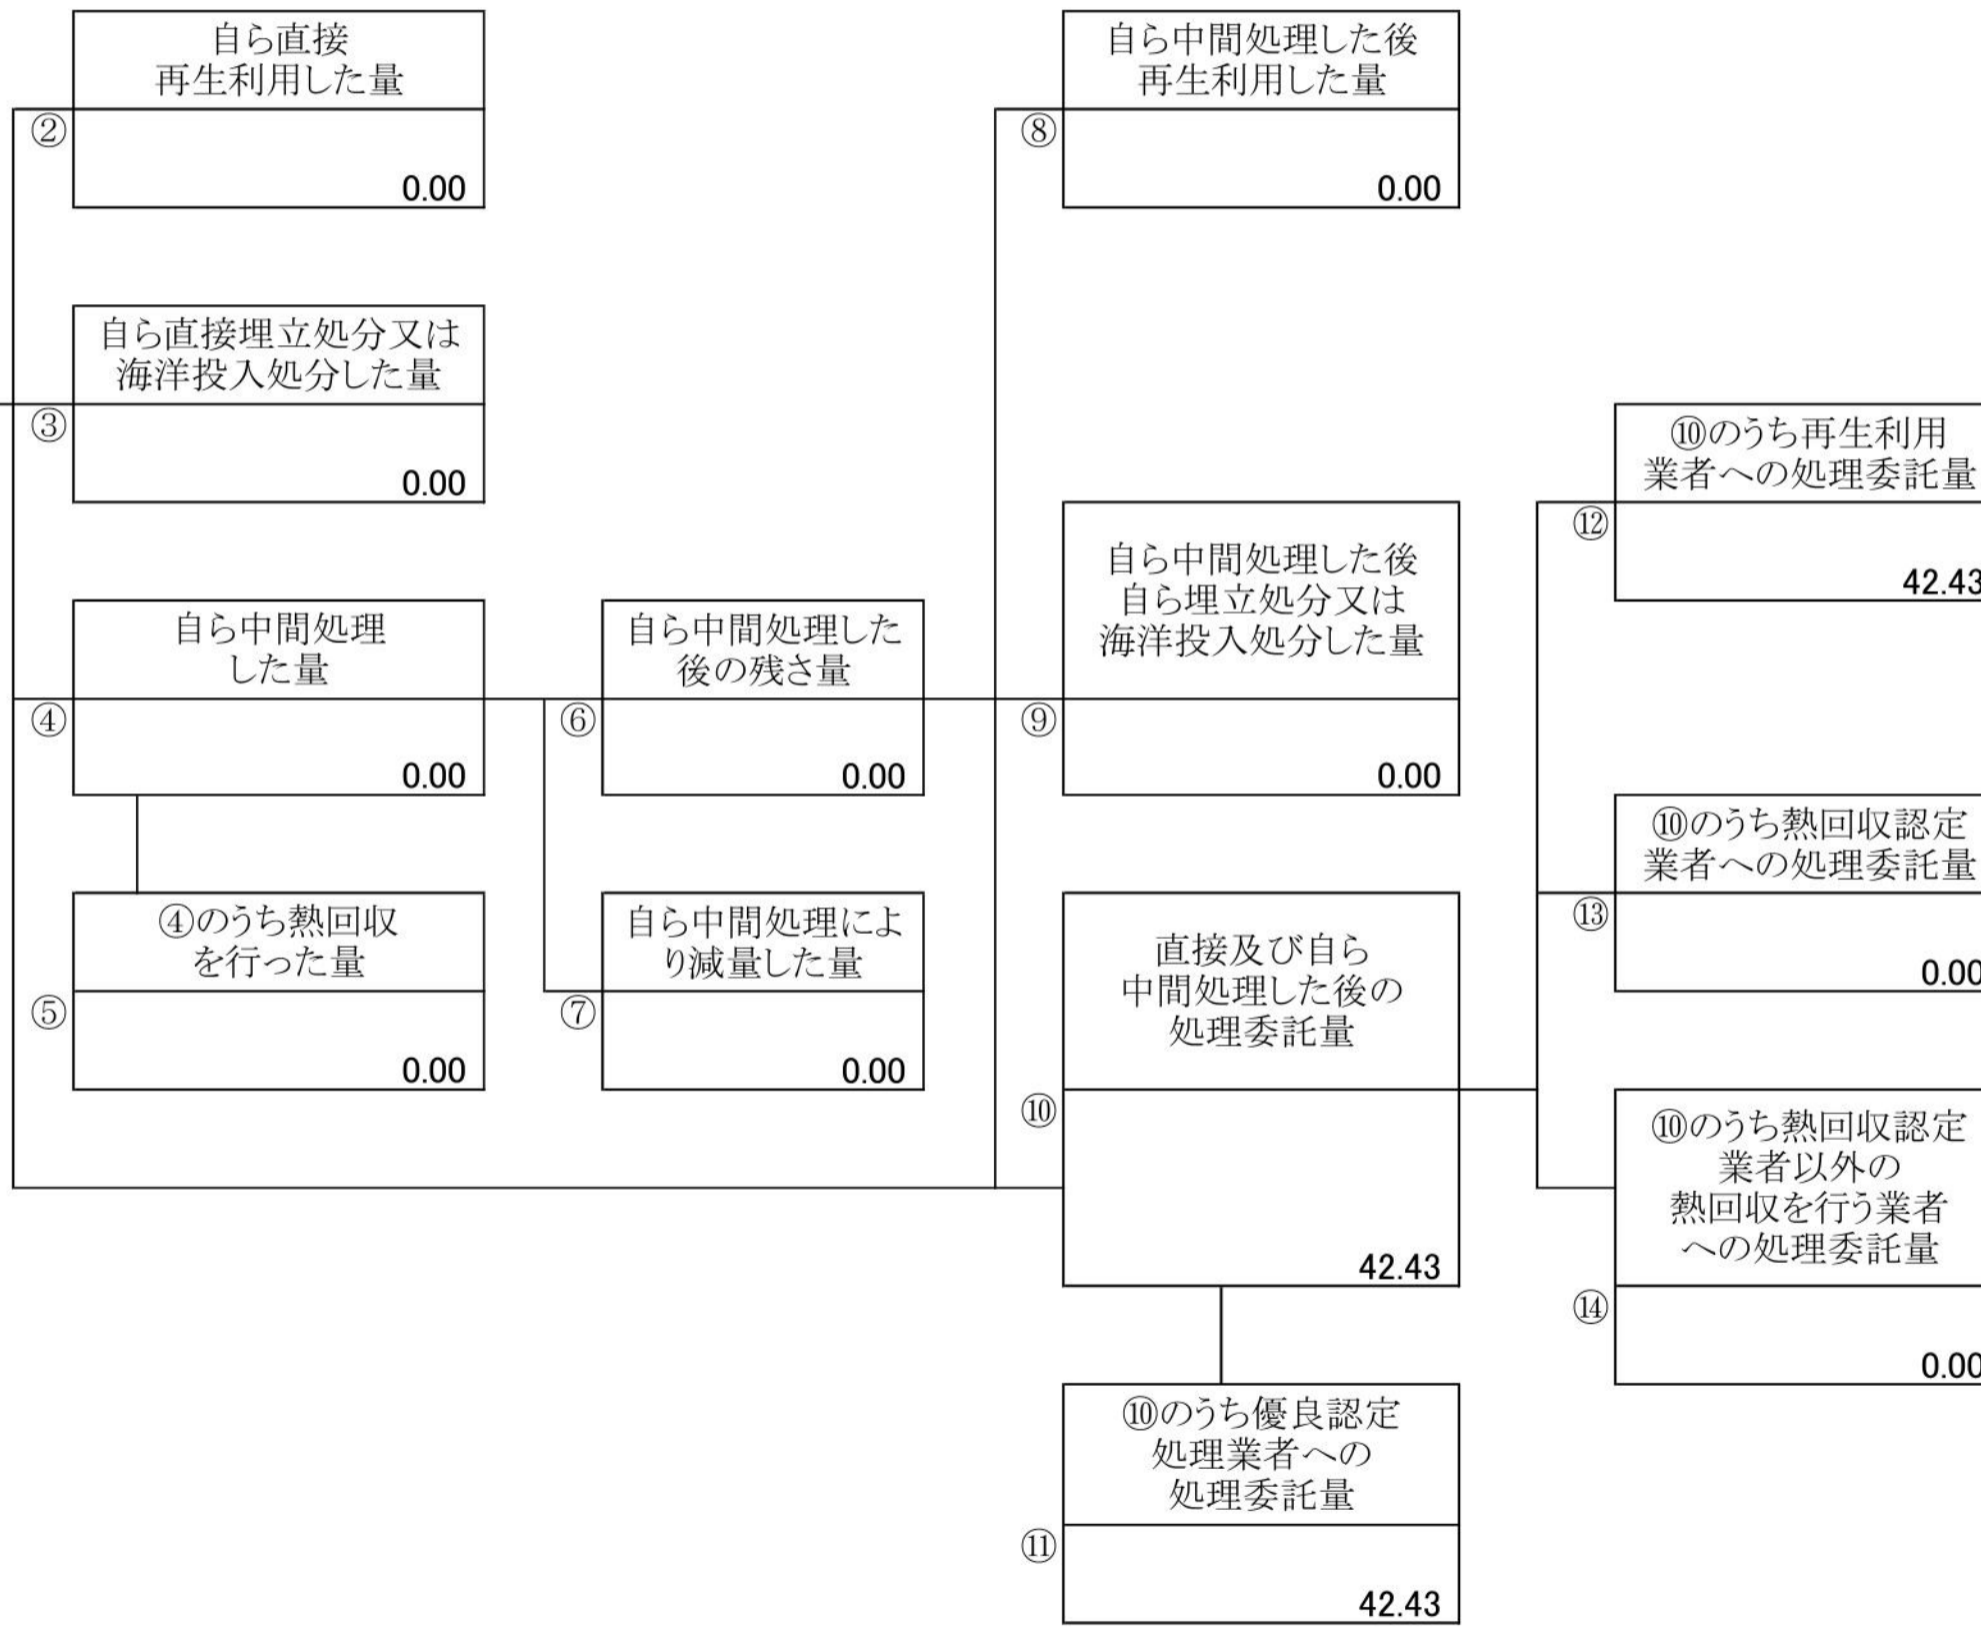 自ら直接
再生利用した量
②
0.00
自ら直接埋立処分又は
海洋投入処分した量
③
0.00
自ら中間処理
した量
④
0.00
④のうち熱回収
を行った量
⑤
0.00
自ら中間処理した
後の残さ量
⑥
0.00
自ら中間処理によ
り減量した量
⑦
0.00
自ら中間処理した後
再生利用した量
⑧
0.00
自ら中間処理した後
自ら埋立処分又は
海洋投入処分した量
⑨
0.00
直接及び自ら
中間処理した後の
処理委託量
⑩
42.43
⑩のうち優良認定
処理業者への
処理委託量
⑪
42.43
⑩のうち再生利用
業者への処理委託量
⑫
42.43
⑩のうち熱回収認定
業者への処理委託量
⑬
0.00
⑩のうち熱回収認定
業者以外の
熱回収を行う業者
への処理委託量
⑭
0.00